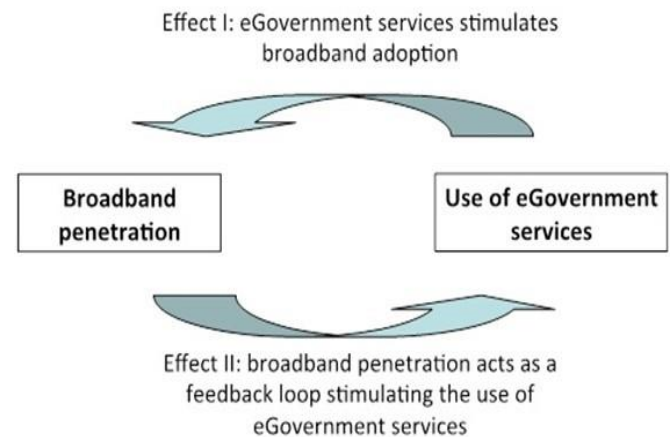 Effect I: eGovernment services stimulates
broadband adoption
Broadband
penetration
Use of eGovernment
services
Effect II: broadband penetration acts as a
feedback loop stimulating the use of
eGovernment services